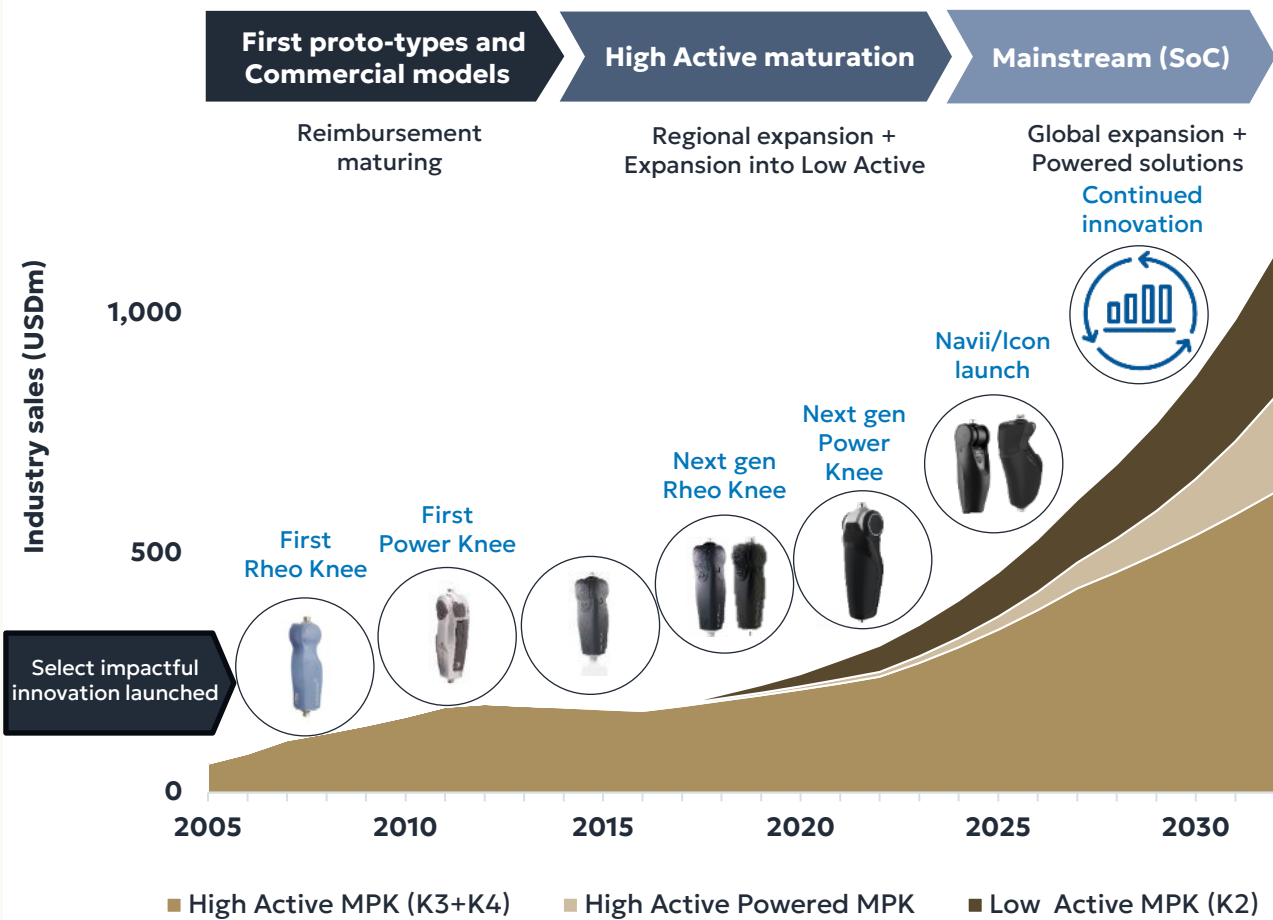 First proto-types and
Commercial models
High Active maturation
Mainstream (SoC)
Reimbursement
maturing
Regional expansion +
Expansion into Low Active
Global expansion +
Powered solutions
Continued
innovation
Navii/Icon
launch
Next gen
Power
Knee
Next gen
Rheo Knee
First
Power Knee
First
Rheo Knee
Select impactful
innovation launched
Industry sales (USDm)
1,000
500
0
2005
2010
2015
2020
2025
2030
High Active MPK (K3+K4)
High Active Powered MPK
Low Active MPK (K2)